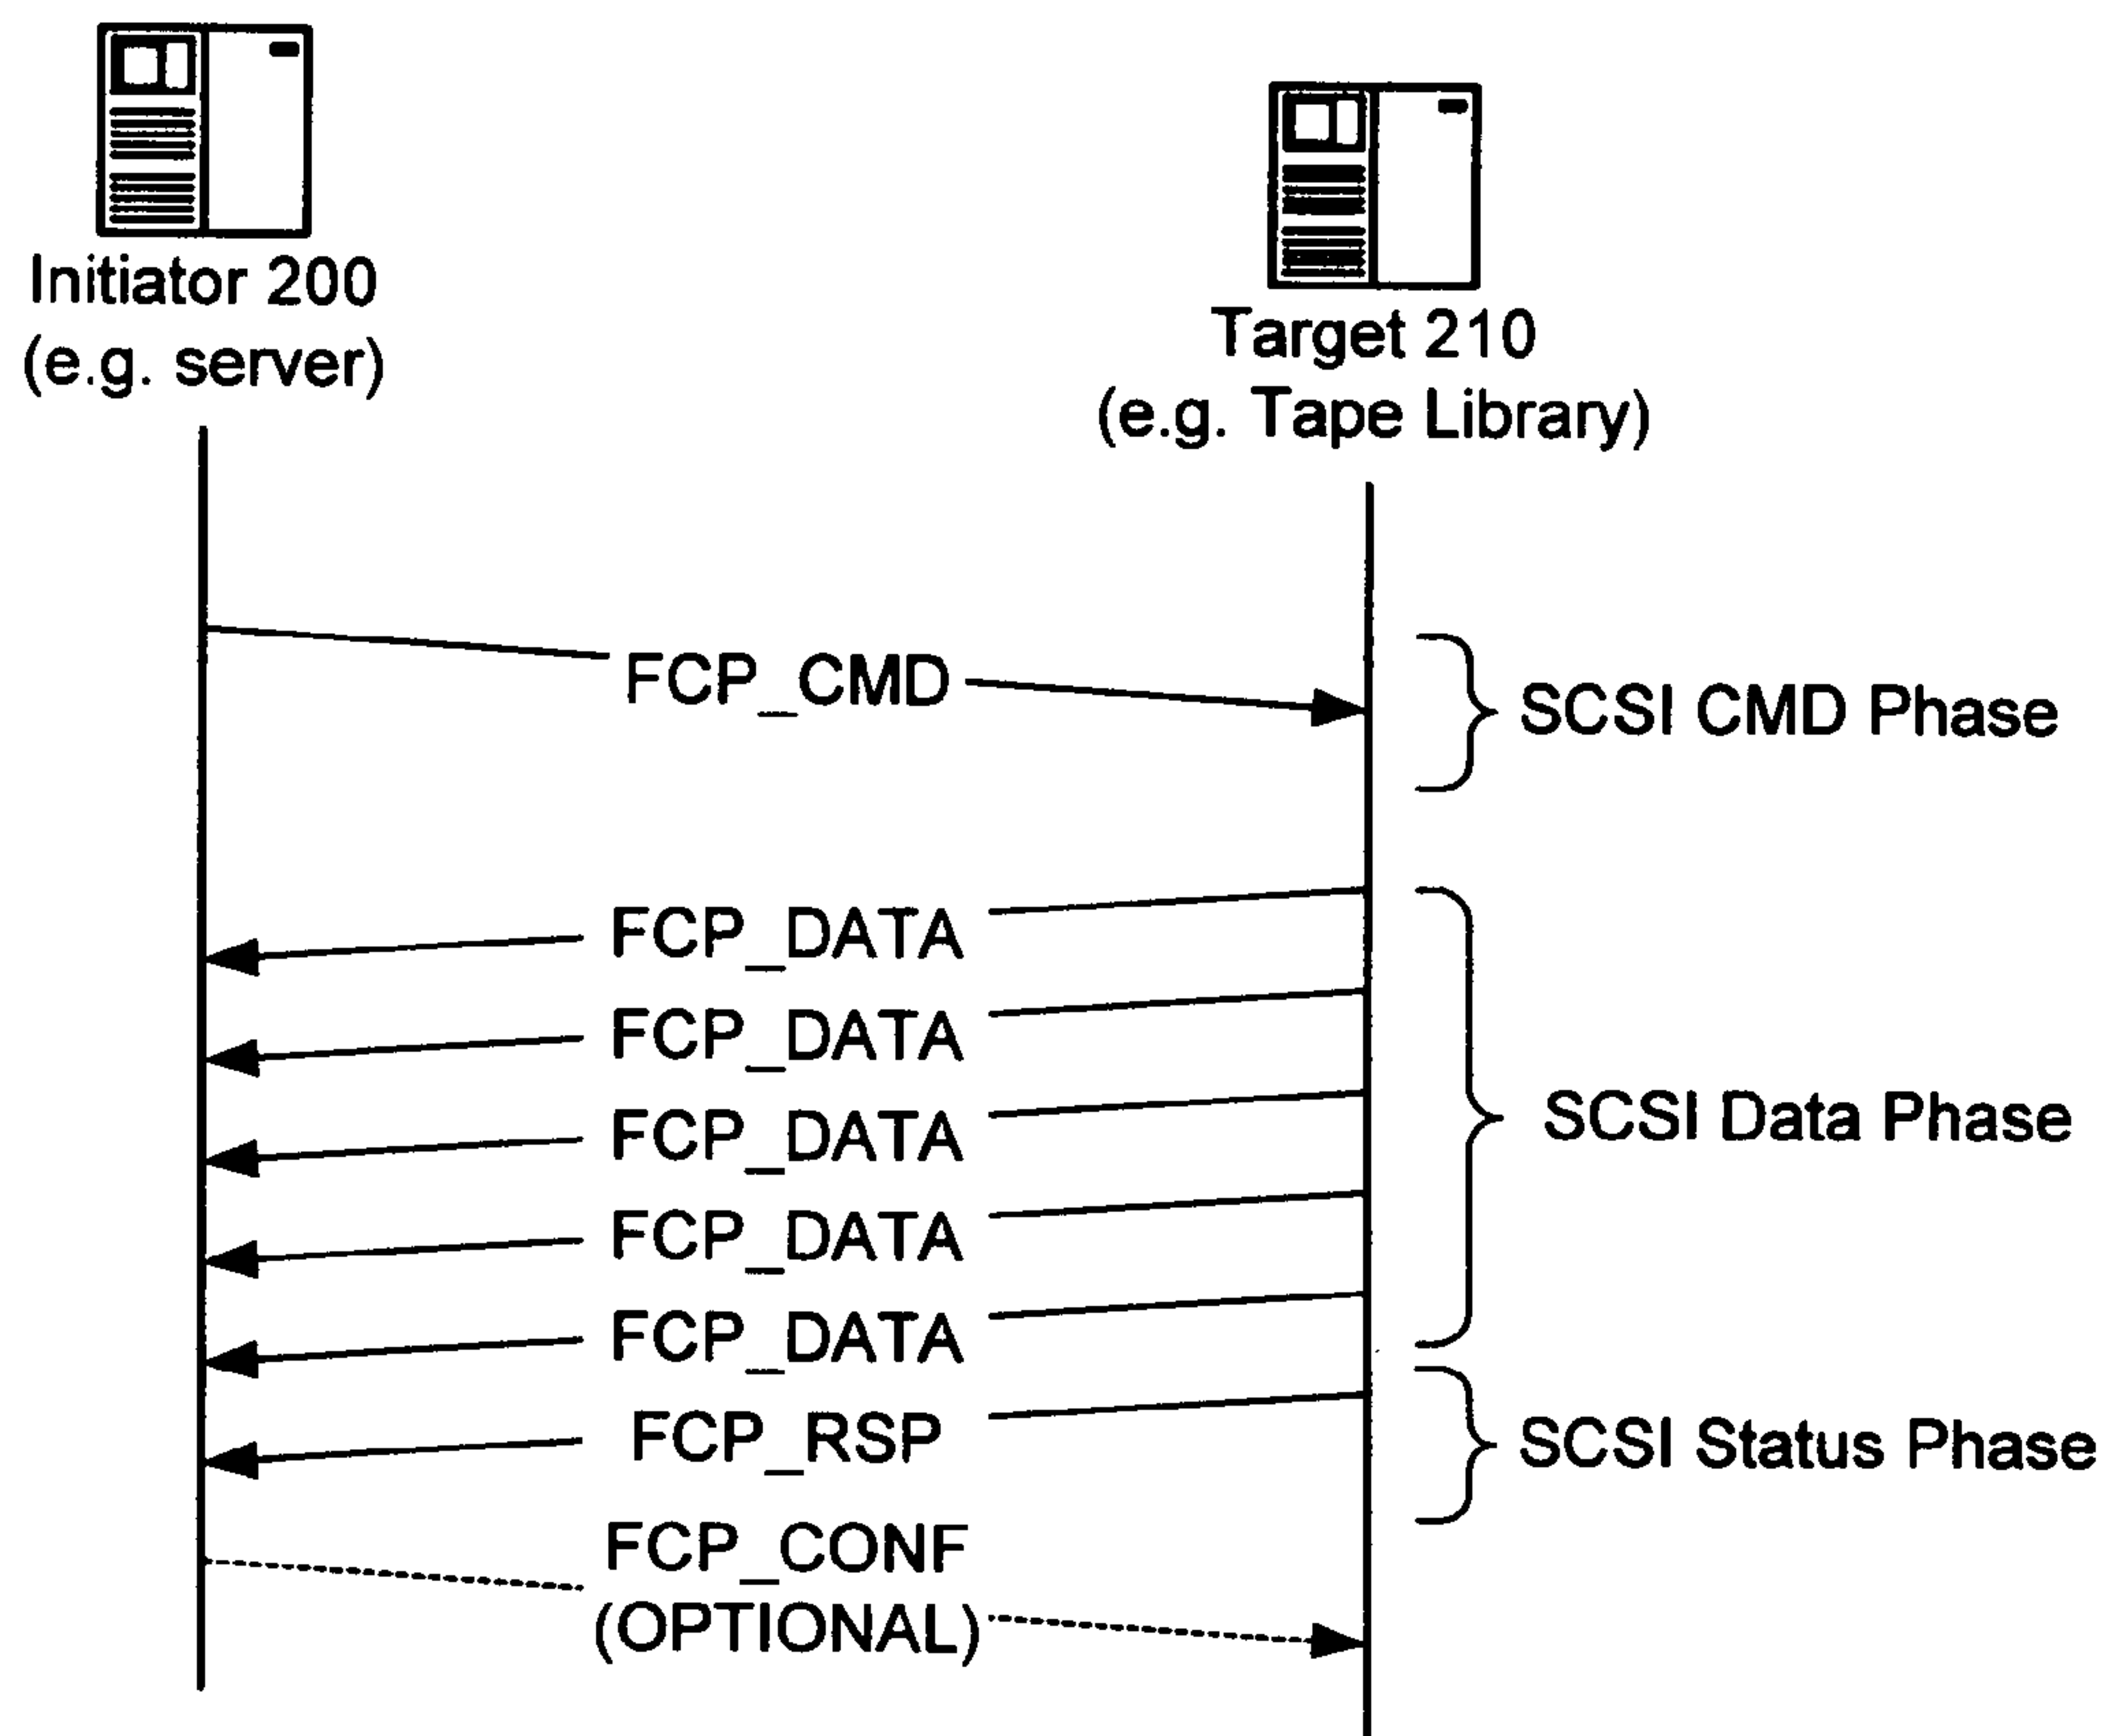 Initiator 200
(e.g. server)
Target 210
(e.g. Tape Library)
FCP_CMD
SCSI CMD Phase
FCP_DATA
FCP_DATA
FCP_DATA
SCSI Data Phase
FCP_DATA
FCP_DATA
FCP_RSP
SCSI Status Phase
FCP_CONF
(OPTIONAL)